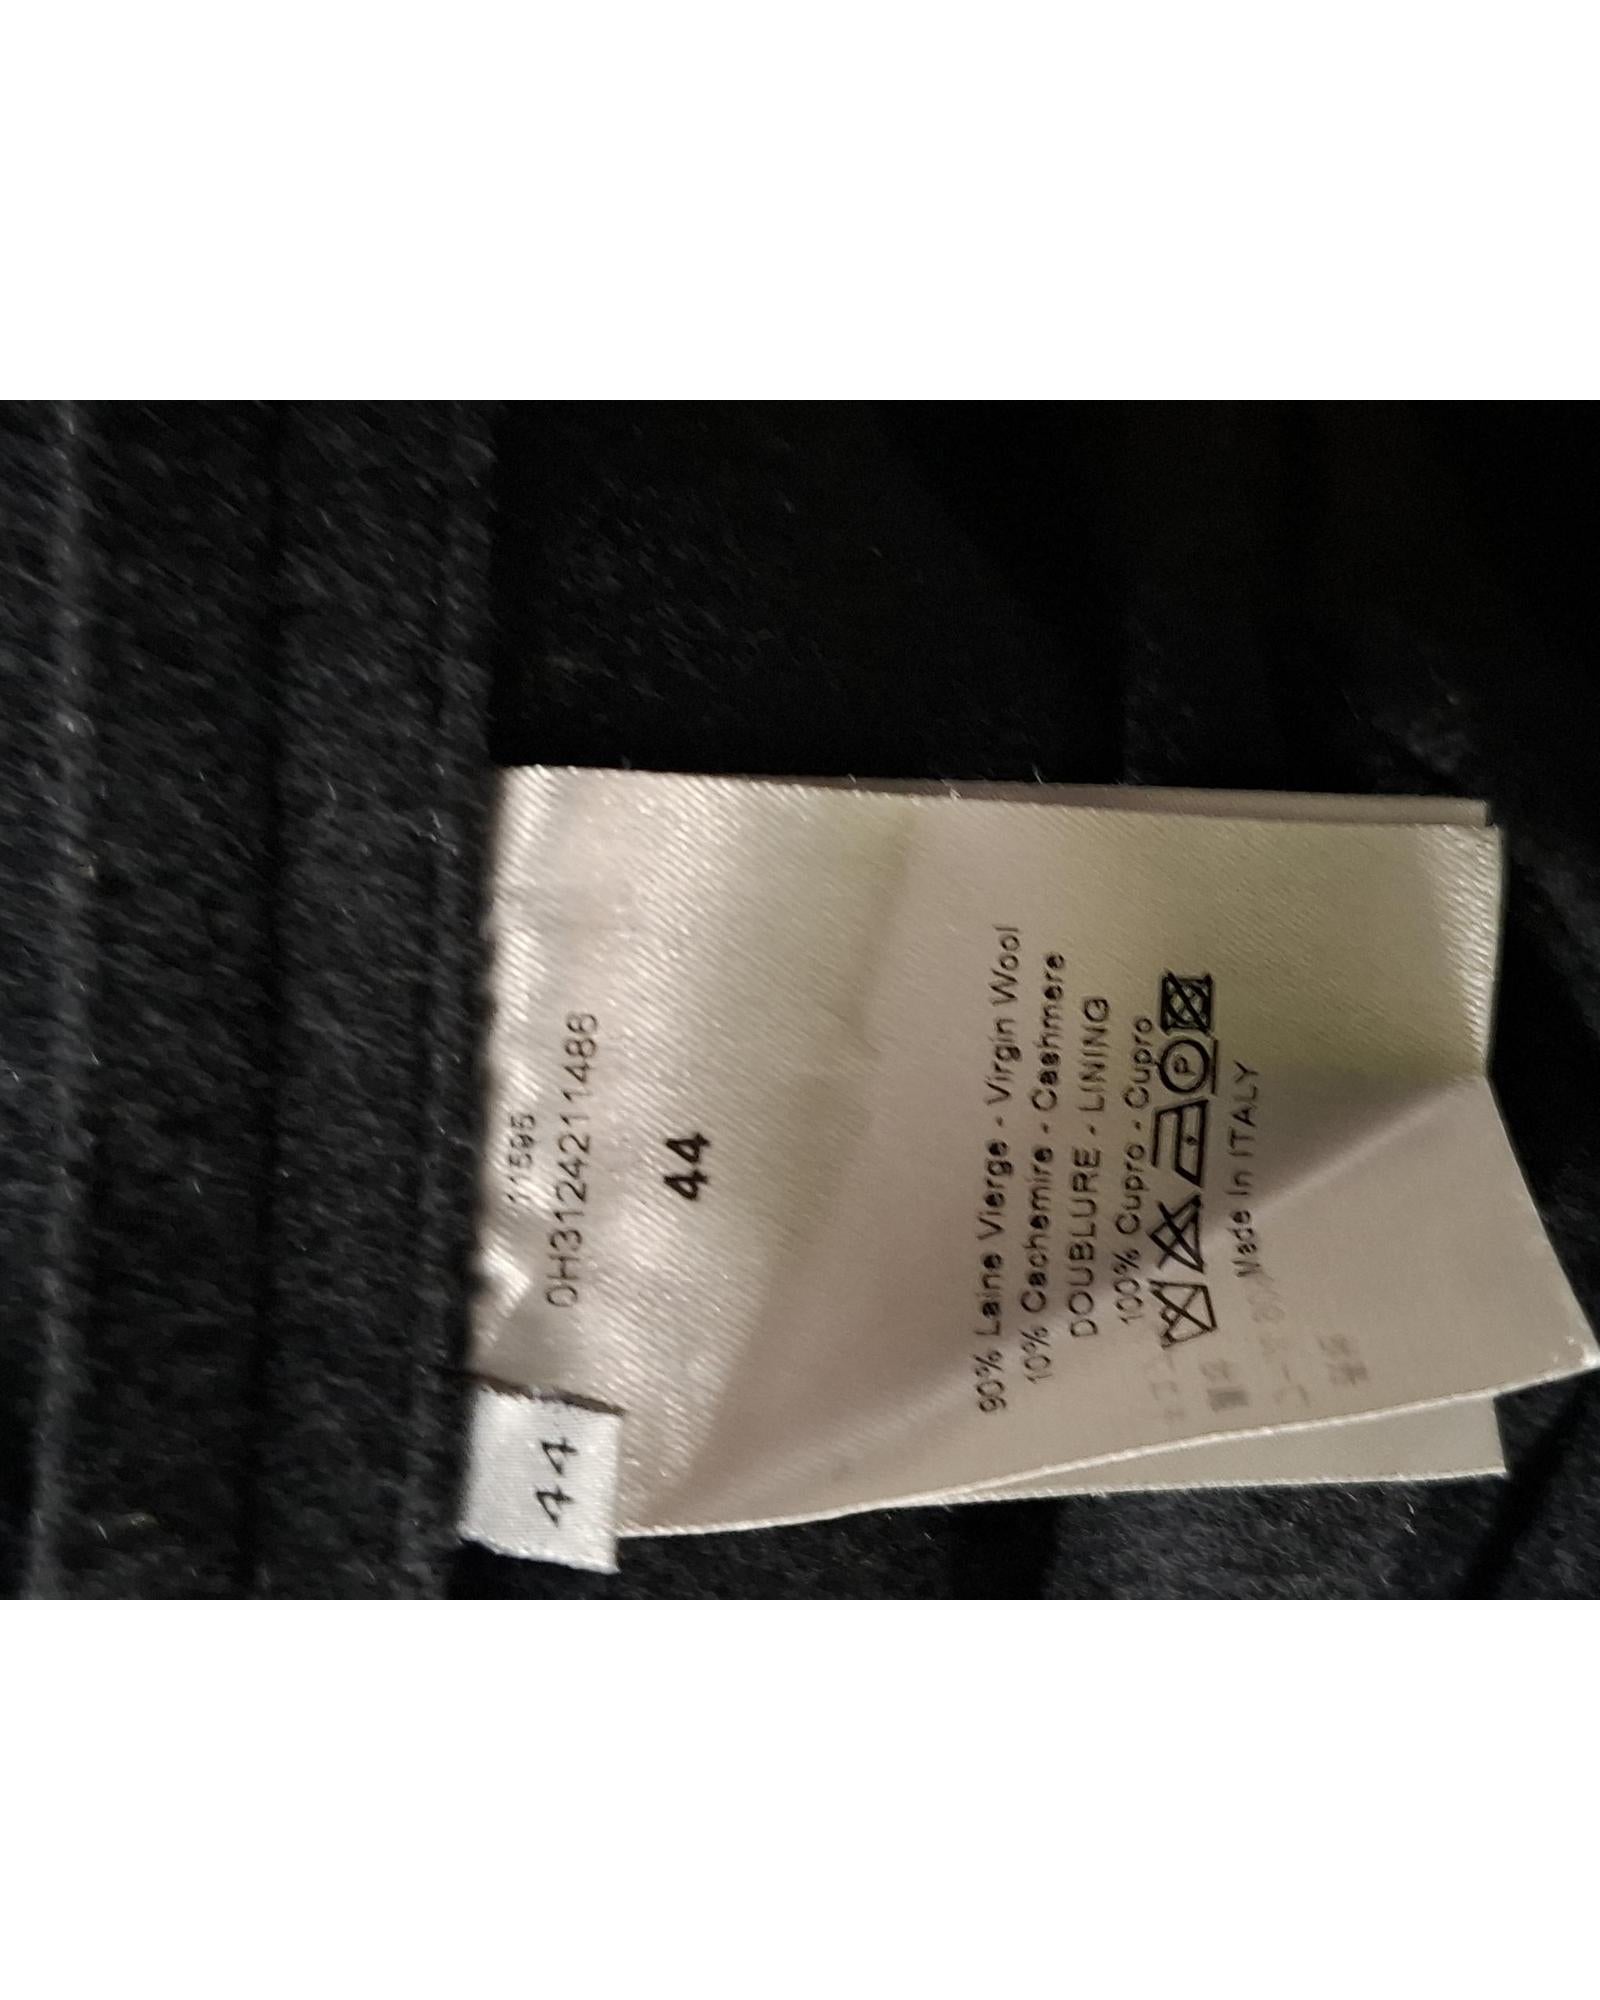 11595
0H3124211486
44
44
90% Laine Vierge - Virgin Wool
10% Cachemire - Cashmere
DOUBLURE - LINING
100% Cupro - Cupro
P
Made in ITALY